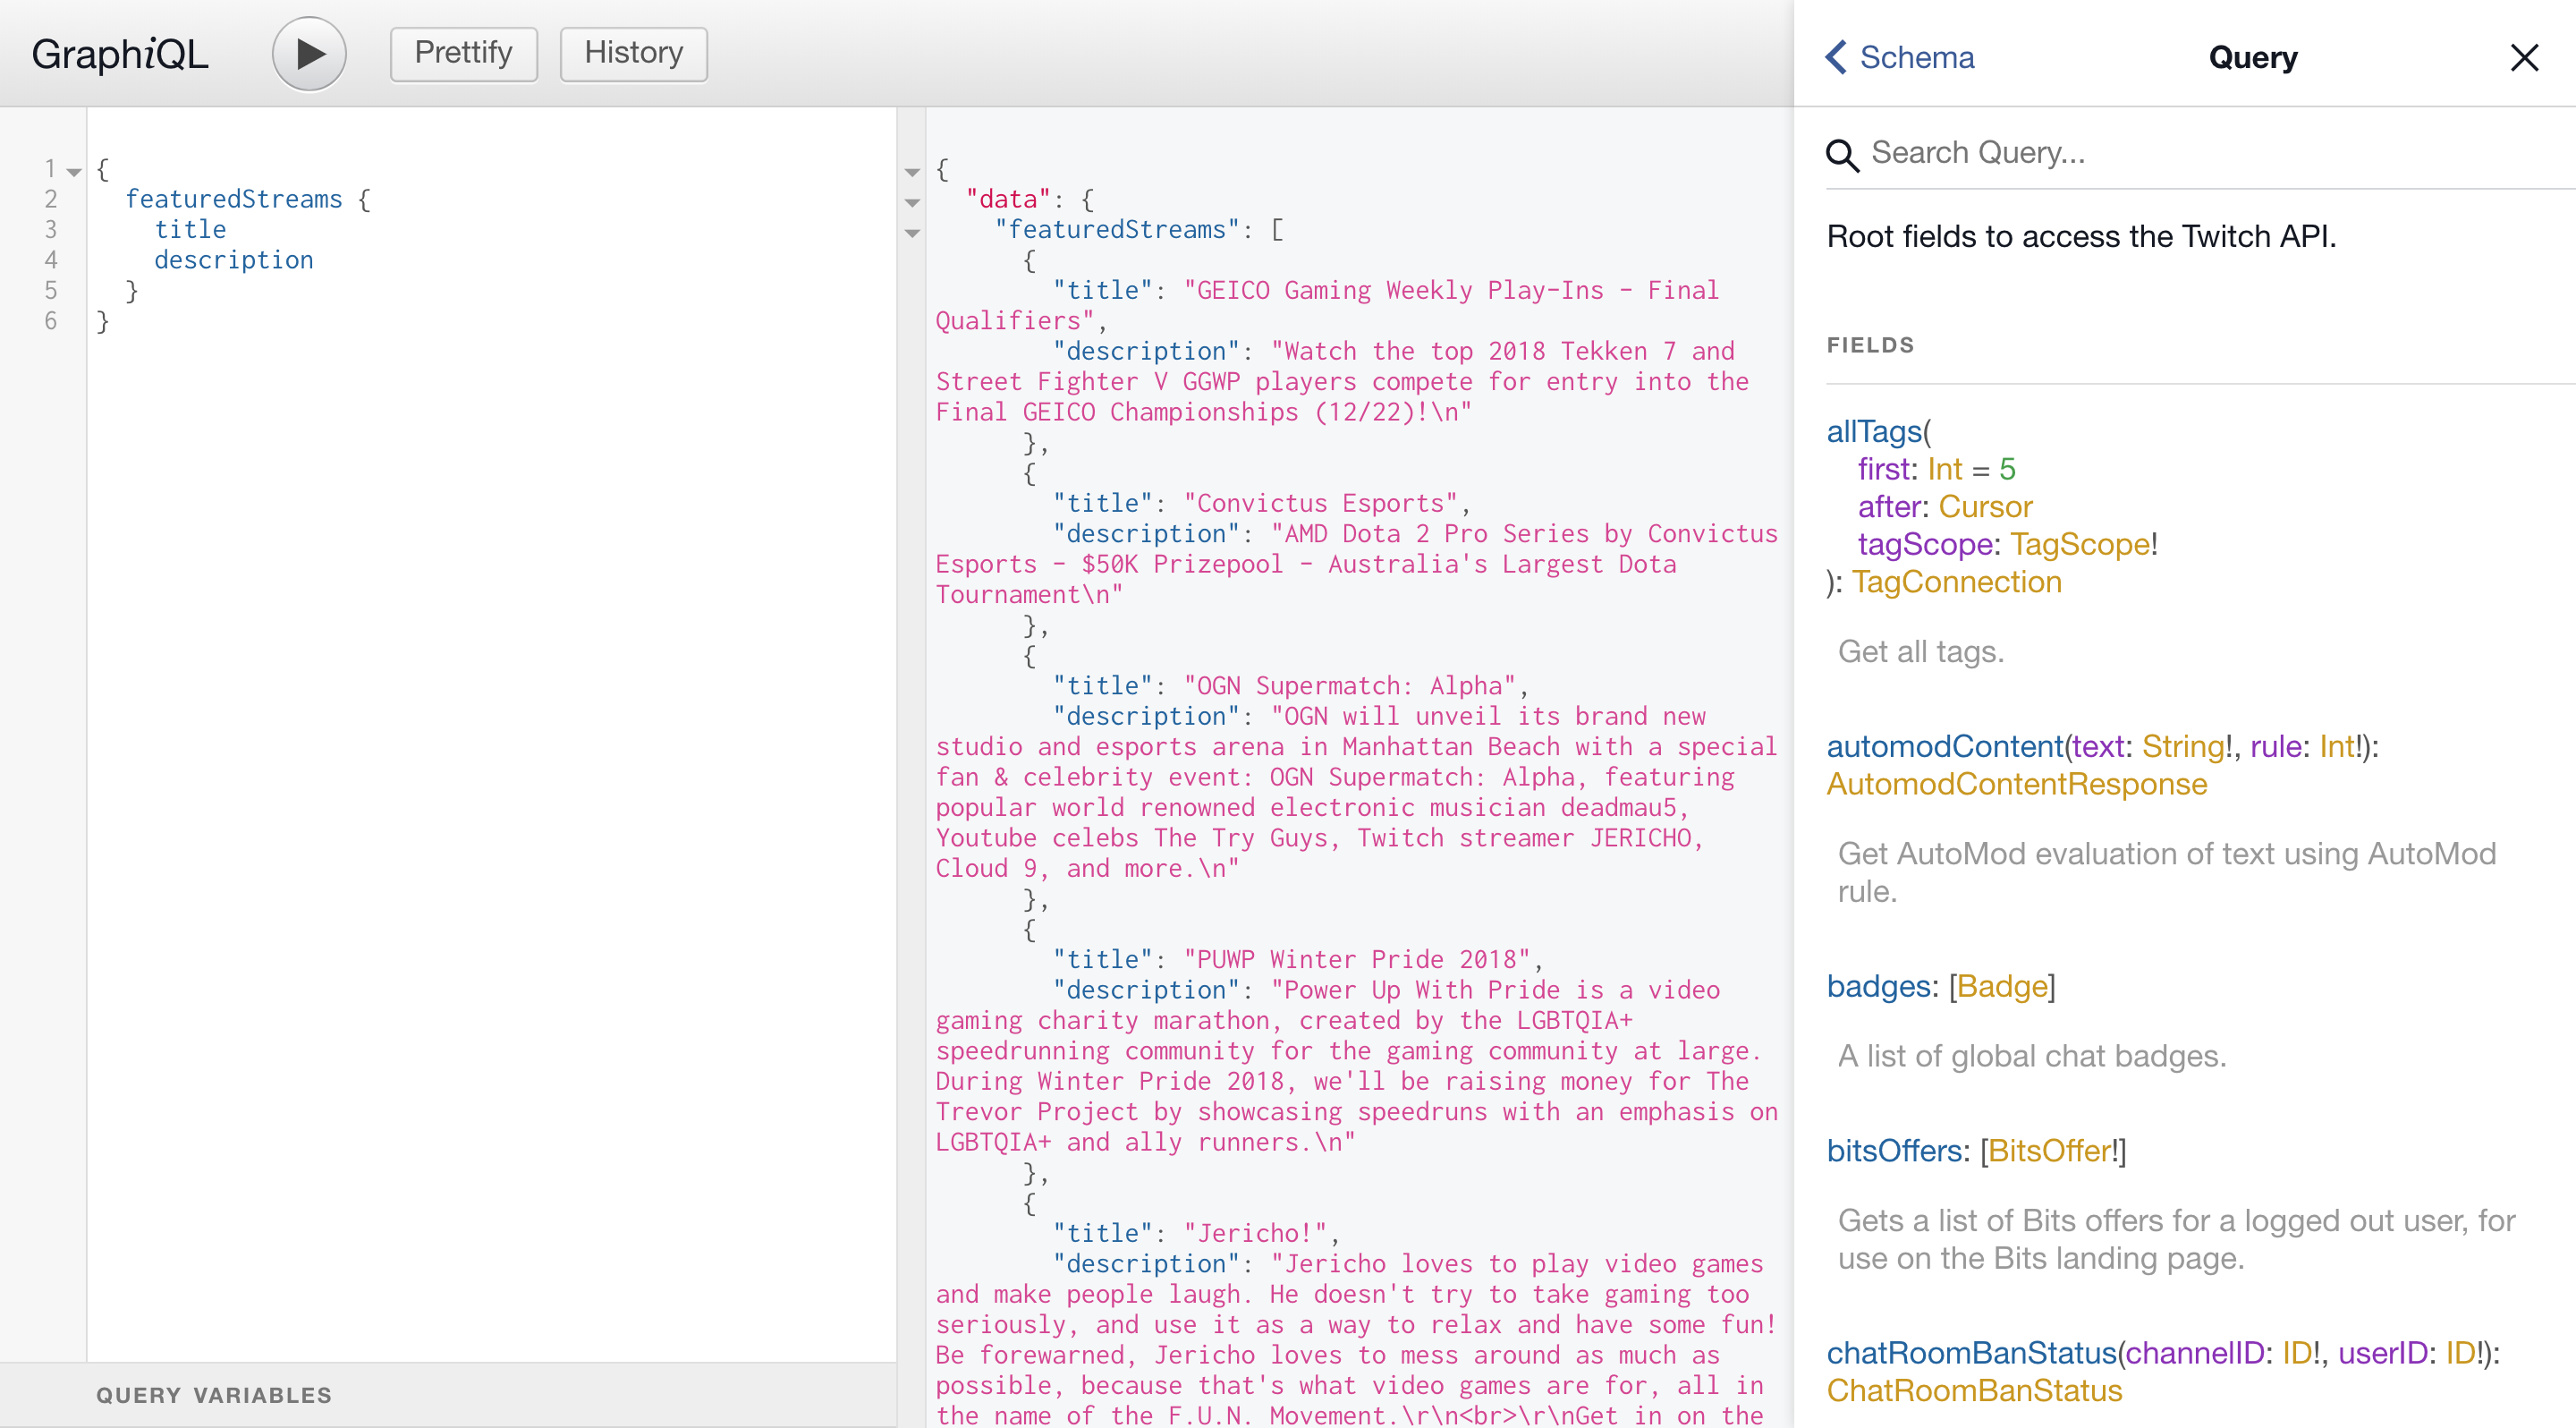 GraphiQL
Prettify
History
1 {
2 featuredStreams {
3 title
4 description
5 }
6 }
QUERY VARIABLES
{
"data": {
"featuredStreams": [
{
"title": "GEICO Gaming Weekly Play-Ins - Final
Qualifiers",
"description": "Watch the top 2018 Tekken 7 and
Street Fighter V GGWP players compete for entry into the
Final GEICO Championships (12/22)!\n"
},
{
"title": "Convictus Esports",
"description": "AMD Dota 2 Pro Series by Convictus
Esports - $50K Prizepool - Australia's Largest Dota
Tournament\n"
},
{
"title": "OGN Supermatch: Alpha",
"description": "OGN will unveil its brand new
studio and esports arena in Manhattan Beach with a special
fan & celebrity event: OGN Supermatch: Alpha, featuring
popular world renowned electronic musician deadmau5,
Youtube celebs The Try Guys, Twitch streamer JERICHO,
Cloud 9, and more.\n"
},
{
"title": "PUWP Winter Pride 2018",
"description": "Power Up With Pride is a video
gaming charity marathon, created by the LGBTQIA+
speedrunning community for the gaming community at large.
During Winter Pride 2018, we'll be raising money for The
Trevor Project by showcasing speedruns with an emphasis on
LGBTQIA+ and ally runners.\n"
},
{
"title": "Jericho!",
"description": "Jericho loves to play video games
and make people laugh. He doesn't try to take gaming too
seriously, and use it as a way to relax and have some fun!
Be forewarned, Jericho loves to mess around as much as
possible, because that's what video games are for, all in
the name of the F.U.N. Movement.\r\n<br>\r\nGet in on the
Schema
Query
Search Query...
Root fields to access the Twitch API.
FIELDS
allTags(
first: Int = 5
after: Cursor
tagScope: TagScope!
): TagConnection
Get all tags.
automodContent(text: String!, rule: Int!):
AutomodContentResponse
Get AutoMod evaluation of text using AutoMod
rule.
badges: [Badge]
A list of global chat badges.
bitsOffers: [BitsOffer!]
Gets a list of Bits offers for a logged out user, for
use on the Bits landing page.
chatRoomBanStatus(channelID: ID!, userID: ID!):
ChatRoomBanStatus